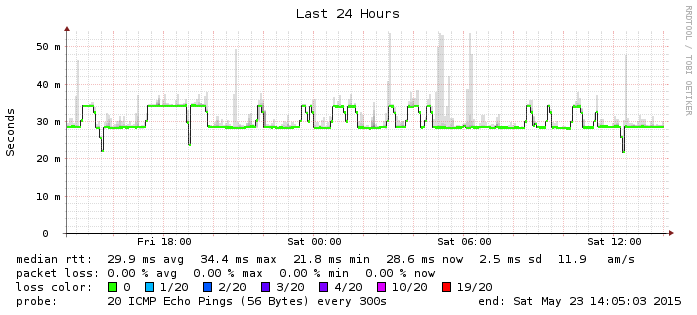 Last 24 Hours
RRDTOOL / TOBI OETIKER
Seconds
50 m
40 m
30 m
20 m
10 m
0
Fri 18:00 Sat 00:00 Sat 06:00 Sat 12:00
median rtt: 29.9 ms avg 34.4 ms max 21.8 ms min 28.6 ms now 2.5 ms sd 11.9 am/s
packet loss: 0.00 % avg 0.00 % max 0.00 % min 0.00 % now
loss color: 0 1/20 2/20 3/20 4/20 10/20 19/20
probe: 20 ICMP Echo Pings (56 Bytes) every 300s end: Sat May 23 14:05:03 2015